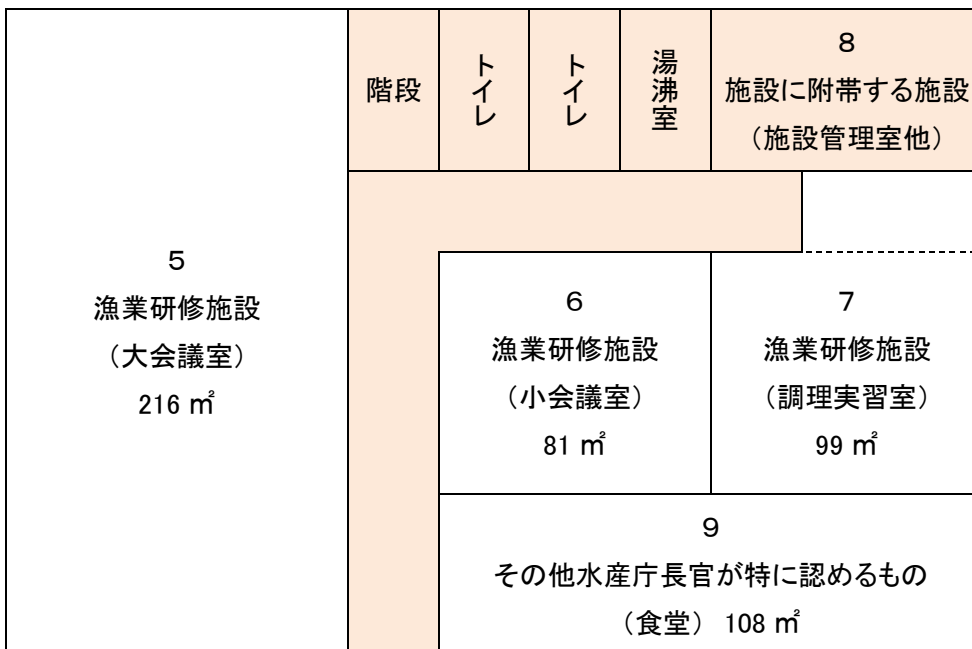 5
漁業研修施設
（大会議室）
216 ㎡
階段
トイレ
トイレ
湯沸室
8
施設に附帯する施設
（施設管理室他）
6
漁業研修施設
（小会議室）
81 ㎡
7
漁業研修施設
（調理実習室）
99 ㎡
9
その他水産庁長官が特に認めるもの
（食堂） 108 ㎡